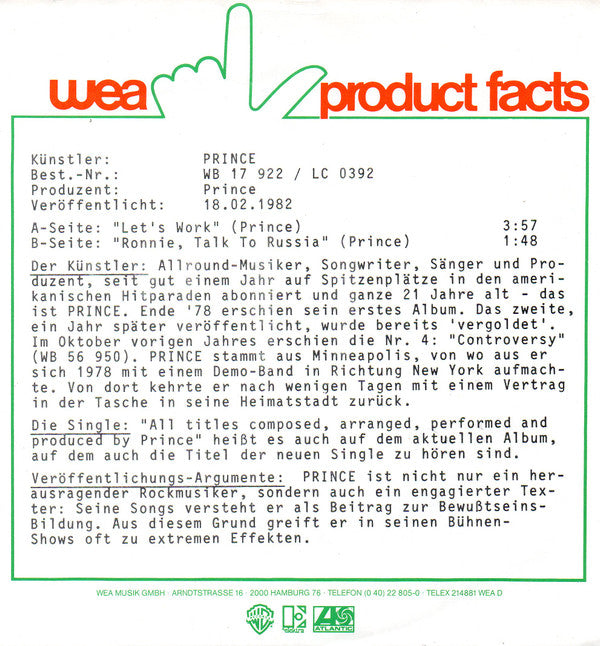 wea product facts
Künstler: PRINCE
Best.-Nr.: WB 17 922 / LC 0392
Produzent: Prince
Veröffentlicht: 18.02.1982
A-Seite: "Let's Work" (Prince) 3:57
B-Seite: "Ronnie, Talk To Russia" (Prince) 1:48
Der Künstler: Allround-Musiker, Songwriter, Sänger und Pro-
duzent, seit gut einem Jahr auf Spitzenplätze in den ameri-
kanischen Hitparaden abonniert und ganze 21 Jahre alt - das
ist PRINCE. Ende '78 erschien sein erstes Album. Das zweite,
ein Jahr später veröffentlicht, wurde bereits 'vergoldet'.
Im Oktober vorigen Jahres erschien die Nr. 4: "Controversy"
(WB 56 950). PRINCE stammt aus Minneapolis, von wo aus er
sich 1978 mit einem Demo-Band in Richtung New York aufmach-
te. Von dort kehrte er nach wenigen Tagen mit einem Vertrag
in der Tasche in seine Heimatstadt zurück.
Die Single: "All titles composed, arranged, performed and
produced by Prince" heißt es auch auf dem aktuellen Album,
auf dem auch die Titel der neuen Single zu hören sind.
Veröffentlichungs-Argumente: PRINCE ist nicht nur ein her-
ausragender Rockmusiker, sondern auch ein engagierter Tex-
ter: Seine Songs versteht er als Beitrag zur Bewußtseins-
Bildung. Aus diesem Grund greift er in seinen Bühnen-
Shows oft zu extremen Effekten.
WEA MUSIK GMBH · ARNDTSTRASSE 16 · 2000 HAMBURG 76 · TELEFON (0 40) 22 805-0 · TELEX 214881 WEA D
elektra ATLANTIC